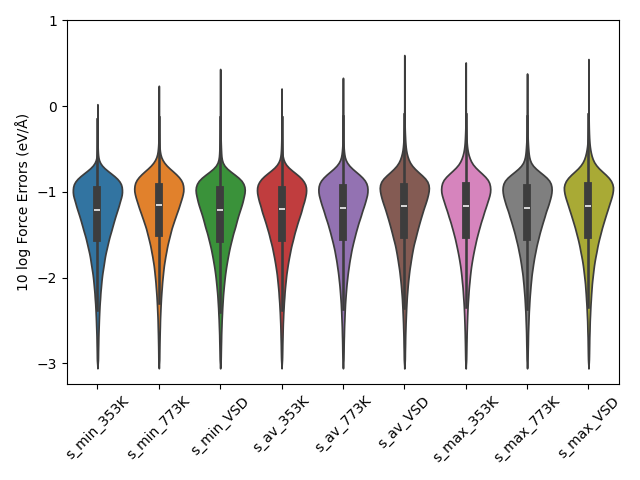 1
0
−1
−2
−3
10 log Force Errors (eV/Å)
s_min_353K
s_min_773K
s_min_VSD
s_av_353K
s_av_773K
s_av_VSD
s_max_353K
s_max_773K
s_max_VSD